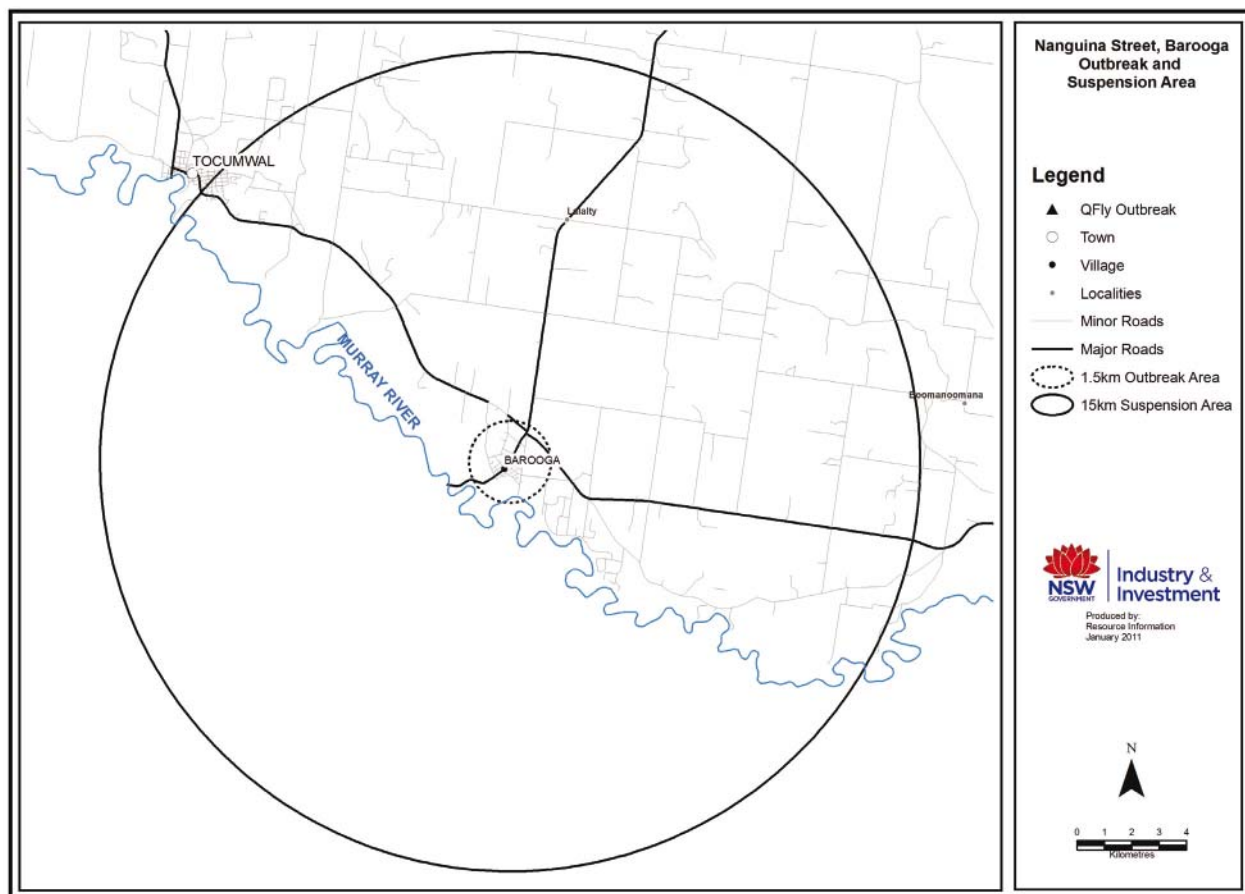 Nanguina Street, Barooga
Outbreak and
Suspension Area
Legend
QFly Outbreak
Town
Village
Localities
Minor Roads
Major Roads
1.5km Outbreak Area
15km Suspension Area
TOCUMWAL
Lalalty
MURRAY RIVER
Boomanoomana
BAROOGA
NSW
GOVERNMENT
Industry &
Investment
Produced by:
Resource Information
January 2011
N
0 1 2 3 4
Kilometres